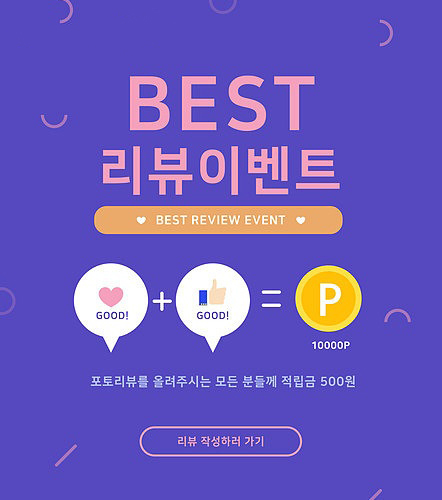 BEST
리뷰이벤트
BEST REVIEW EVENT
GOOD! + GOOD! = P
10000P
포토리뷰를 올려주시는 모든 분들께 적립금 500원
리뷰 작성하러 가기